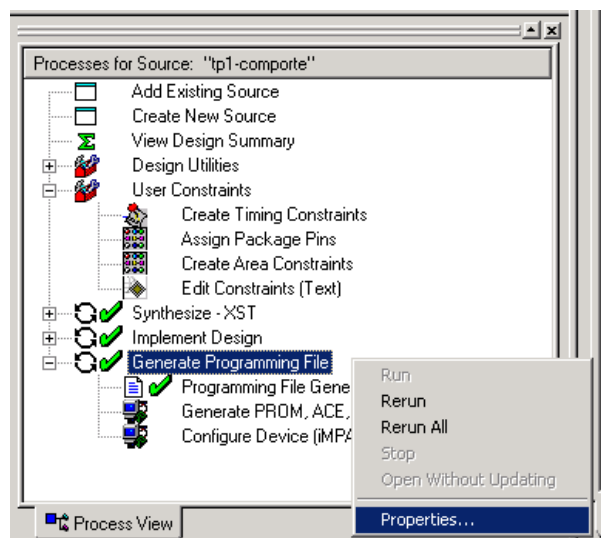 Processes for Source: "tp1-comporte"
Add Existing Source
Create New Source
View Design Summary
Design Utilities
User Constraints
Create Timing Constraints
Assign Package Pins
Create Area Constraints
Edit Constraints (Text)
Synthesize - XST
Implement Design
Generate Programming File
Programming File Gene
Generate PROM, ACE,
Configure Device (iMPA
Run
Rerun
Rerun All
Stop
Open Without Updating
Properties...
Process View